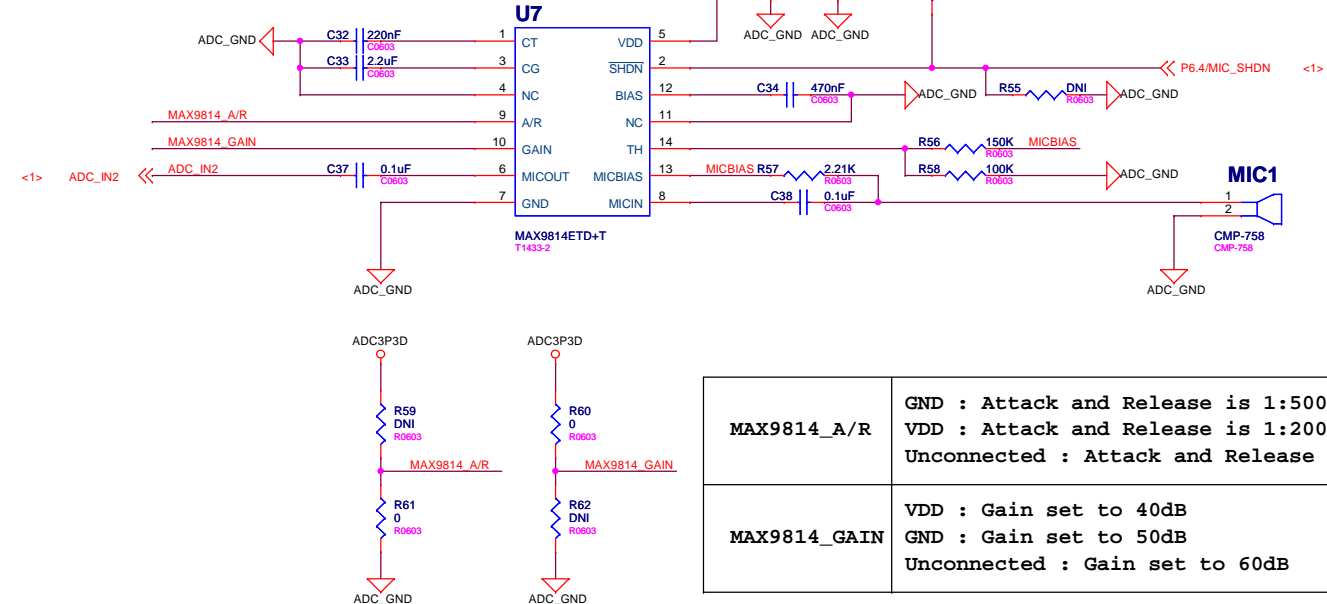 U7
ADC_GND
C32 220nF
C0603
C33 2.2uF
C0603
1 CT
3 CG
4 NC
9 A/R
10 GAIN
6 MICOUT
7 GND
VDD 5
SHDN 2
BIAS 12
NC 11
TH 14
MICBIAS 13
MICIN 8
MAX9814ETD+T
T1433-2
MAX9814_A/R
MAX9814_GAIN
<1> ADC_IN2 ADC_IN2
C37 0.1uF
C0603
ADC_GND
ADC_GND ADC_GND
P6.4/MIC_SHDN <1>
C34 470nF
C0603
ADC_GND
R55 DNI
R0603
ADC_GND
R56 150K MICBIAS
R0603
R58 100K
R0603
ADC_GND
MICBIAS R57 2.21K
R0603
C38 0.1uF
C0603
MIC1
1
2
CMP-758
CMP-758
ADC_GND
ADC3P3D
R59
DNI
R0603
MAX9814_A/R
R61
0
R0603
ADC_GND
ADC3P3D
R60
0
R0603
MAX9814_GAIN
R62
DNI
R0603
ADC_GND
MAX9814_A/R
GND : Attack and Release is 1:500
VDD : Attack and Release is 1:200
Unconnected : Attack and Release
MAX9814_GAIN
VDD : Gain set to 40dB
GND : Gain set to 50dB
Unconnected : Gain set to 60dB